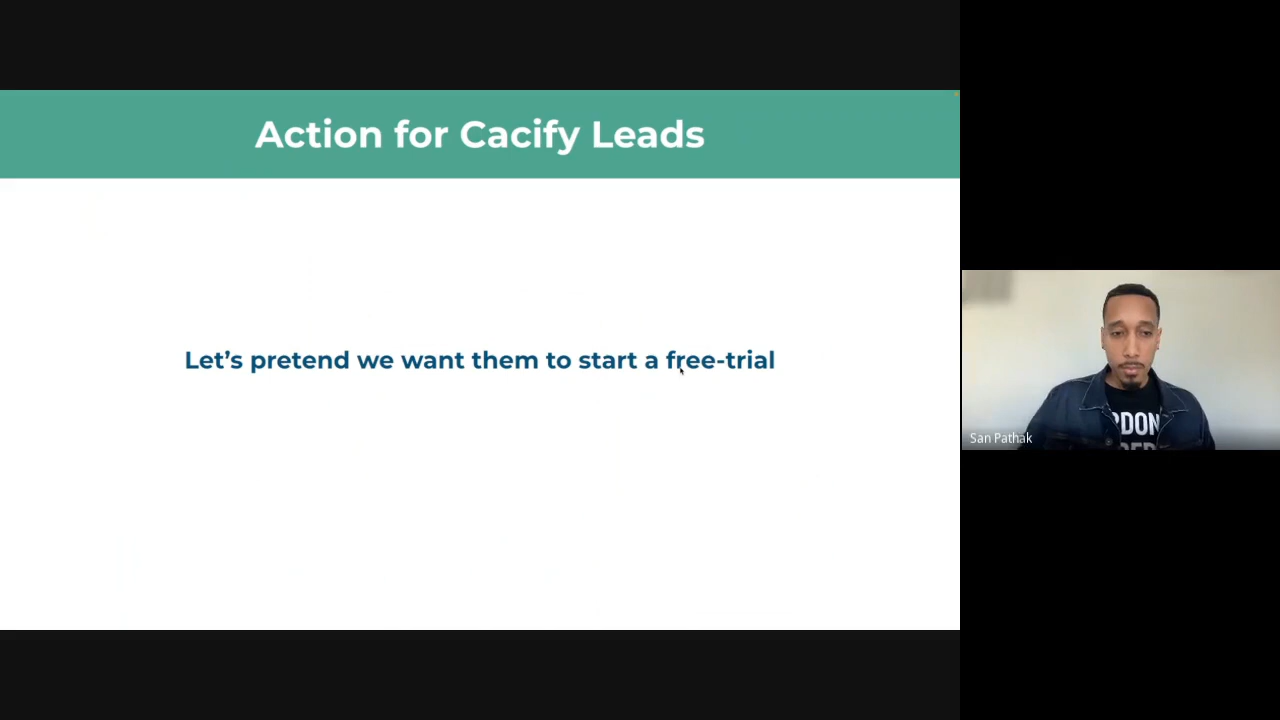 Action for Cacify Leads
Let’s pretend we want them to start a free-trial
San Pathak